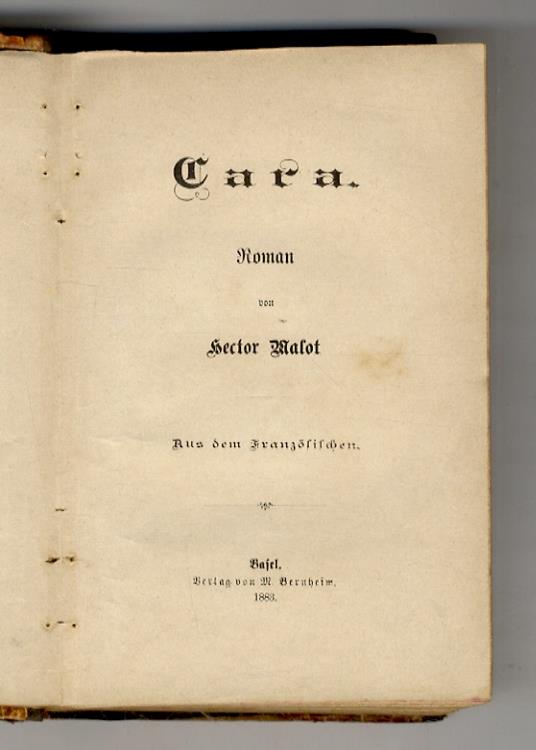 Cara.
Roman
von
Hector Malot
Aus dem Französischen.
Basel.
Verlag von M. Bernheim.
1883.